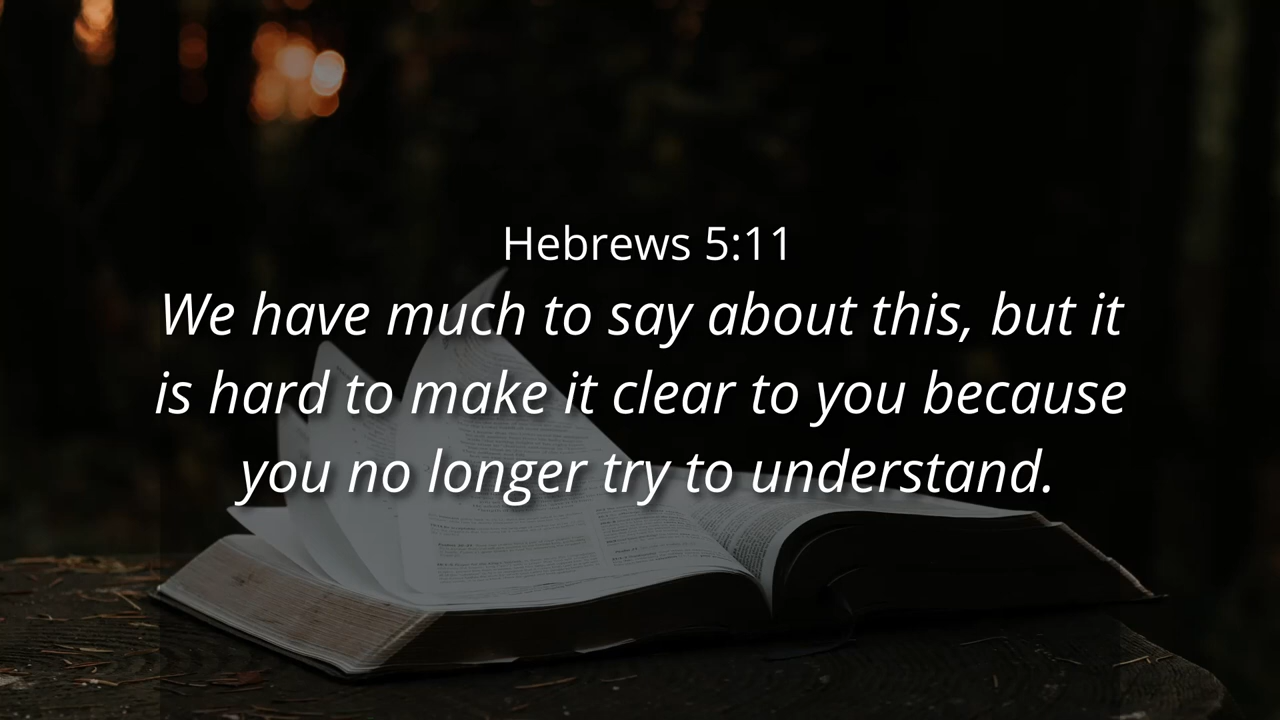 Hebrews 5:11
We have much to say about this, but it
is hard to make it clear to you because
you no longer try to understand.